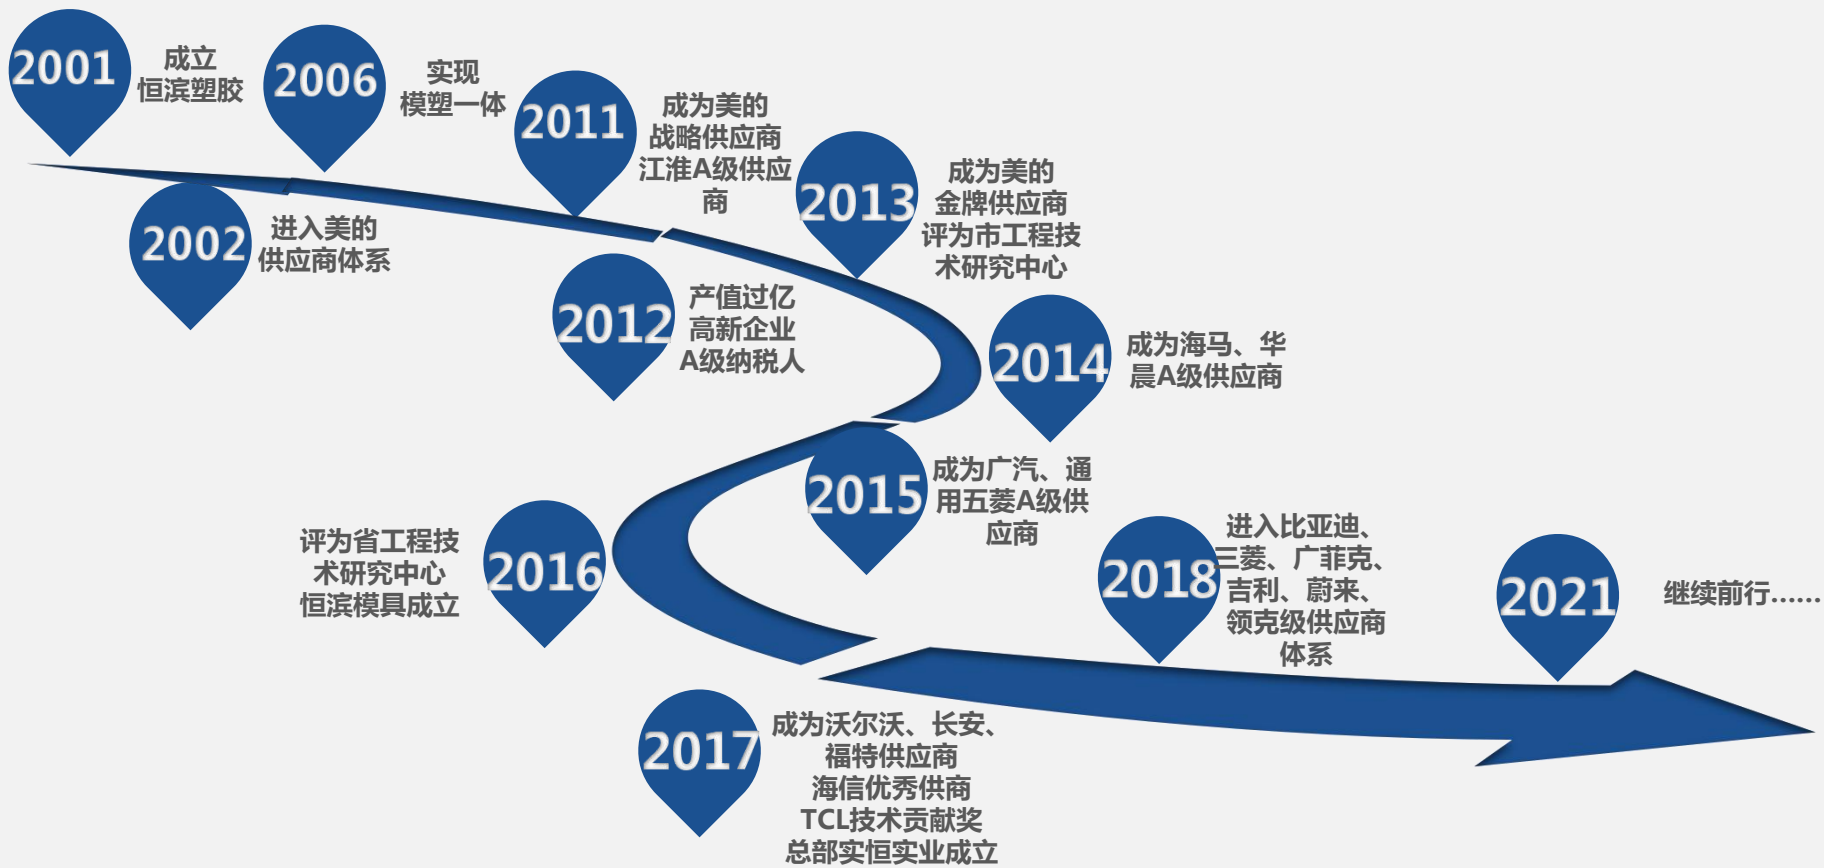 2001
成立
恒滨塑胶
2002
进入美的
供应商体系
2006
实现
模塑一体
2011
成为美的
战略供应商
江淮A级供应
商
2012
产值过亿
高新企业
A级纳税人
2013
成为美的
金牌供应商
评为市工程技
术研究中心
2014
成为海马、华
晨A级供应商
2015
成为广汽、通
用五菱A级供
应商
2016
评为省工程技
术研究中心
恒滨模具成立
2017
成为沃尔沃、长安、
福特供应商
海信优秀供商
TCL技术贡献奖
总部实恒实业成立
2018
进入比亚迪、
三菱、广菲克、
吉利、蔚来、
领克级供应商
体系
2021
继续前行……